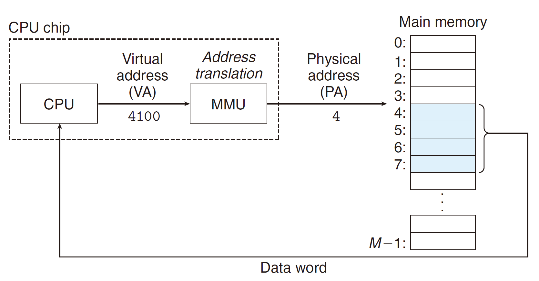 CPU chip
CPU
Virtual
address
(VA)
4100
Address
translation
MMU
Physical
address
(PA)
4
Main memory
0:
1:
2:
3:
4:
5:
6:
7:
⋮
M−1:
Data word